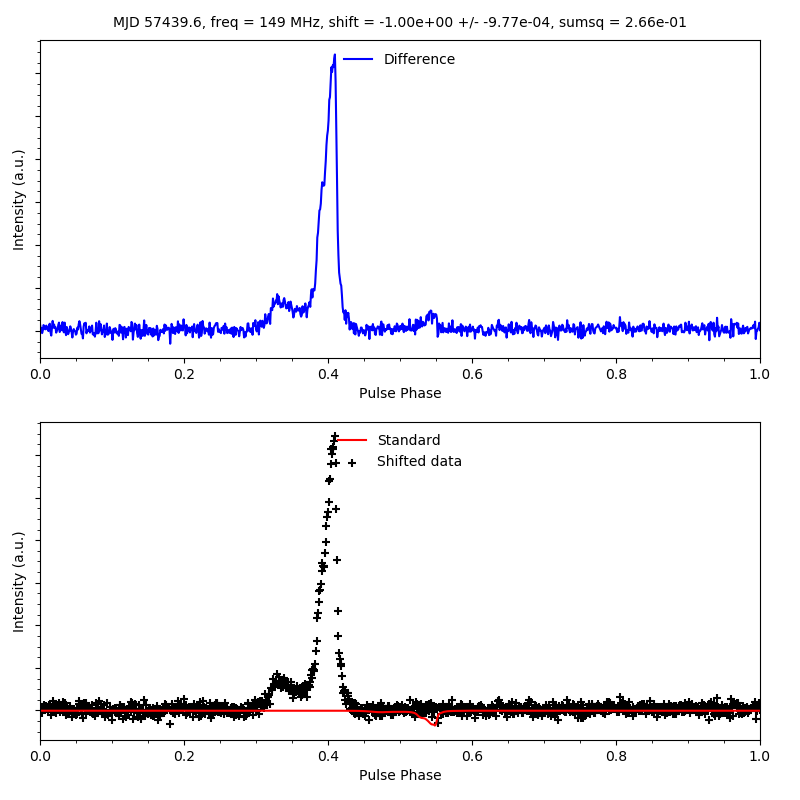 MJD 57439.6, freq = 149 MHz, shift = -1.00e+00 +/- -9.77e-04, sumsq = 2.66e-01
Difference
Intensity (a.u.)
0.0 0.2 0.4 0.6 0.8 1.0
Pulse Phase
Standard
Shifted data
Intensity (a.u.)
0.0 0.2 0.4 0.6 0.8 1.0
Pulse Phase